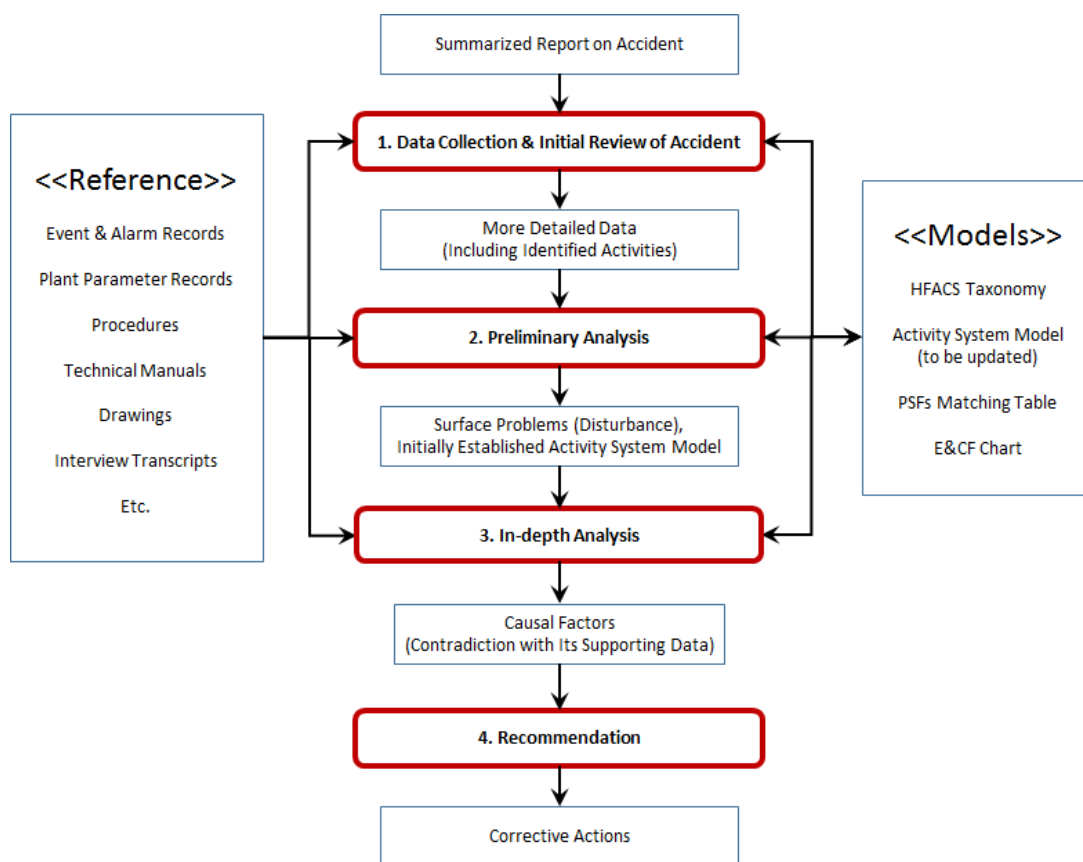 Summarized Report on Accident
1. Data Collection & Initial Review of Accident
<<Reference>>
Event & Alarm Records
Plant Parameter Records
Procedures
Technical Manuals
Drawings
Interview Transcripts
Etc.
More Detailed Data
(Including Identified Activities)
<<Models>>
HFACS Taxonomy
Activity System Model
(to be updated)
PSFs Matching Table
E&CF Chart
2. Preliminary Analysis
Surface Problems (Disturbance),
Initially Established Activity System Model
3. In-depth Analysis
Causal Factors
(Contradiction with Its Supporting Data)
4. Recommendation
Corrective Actions